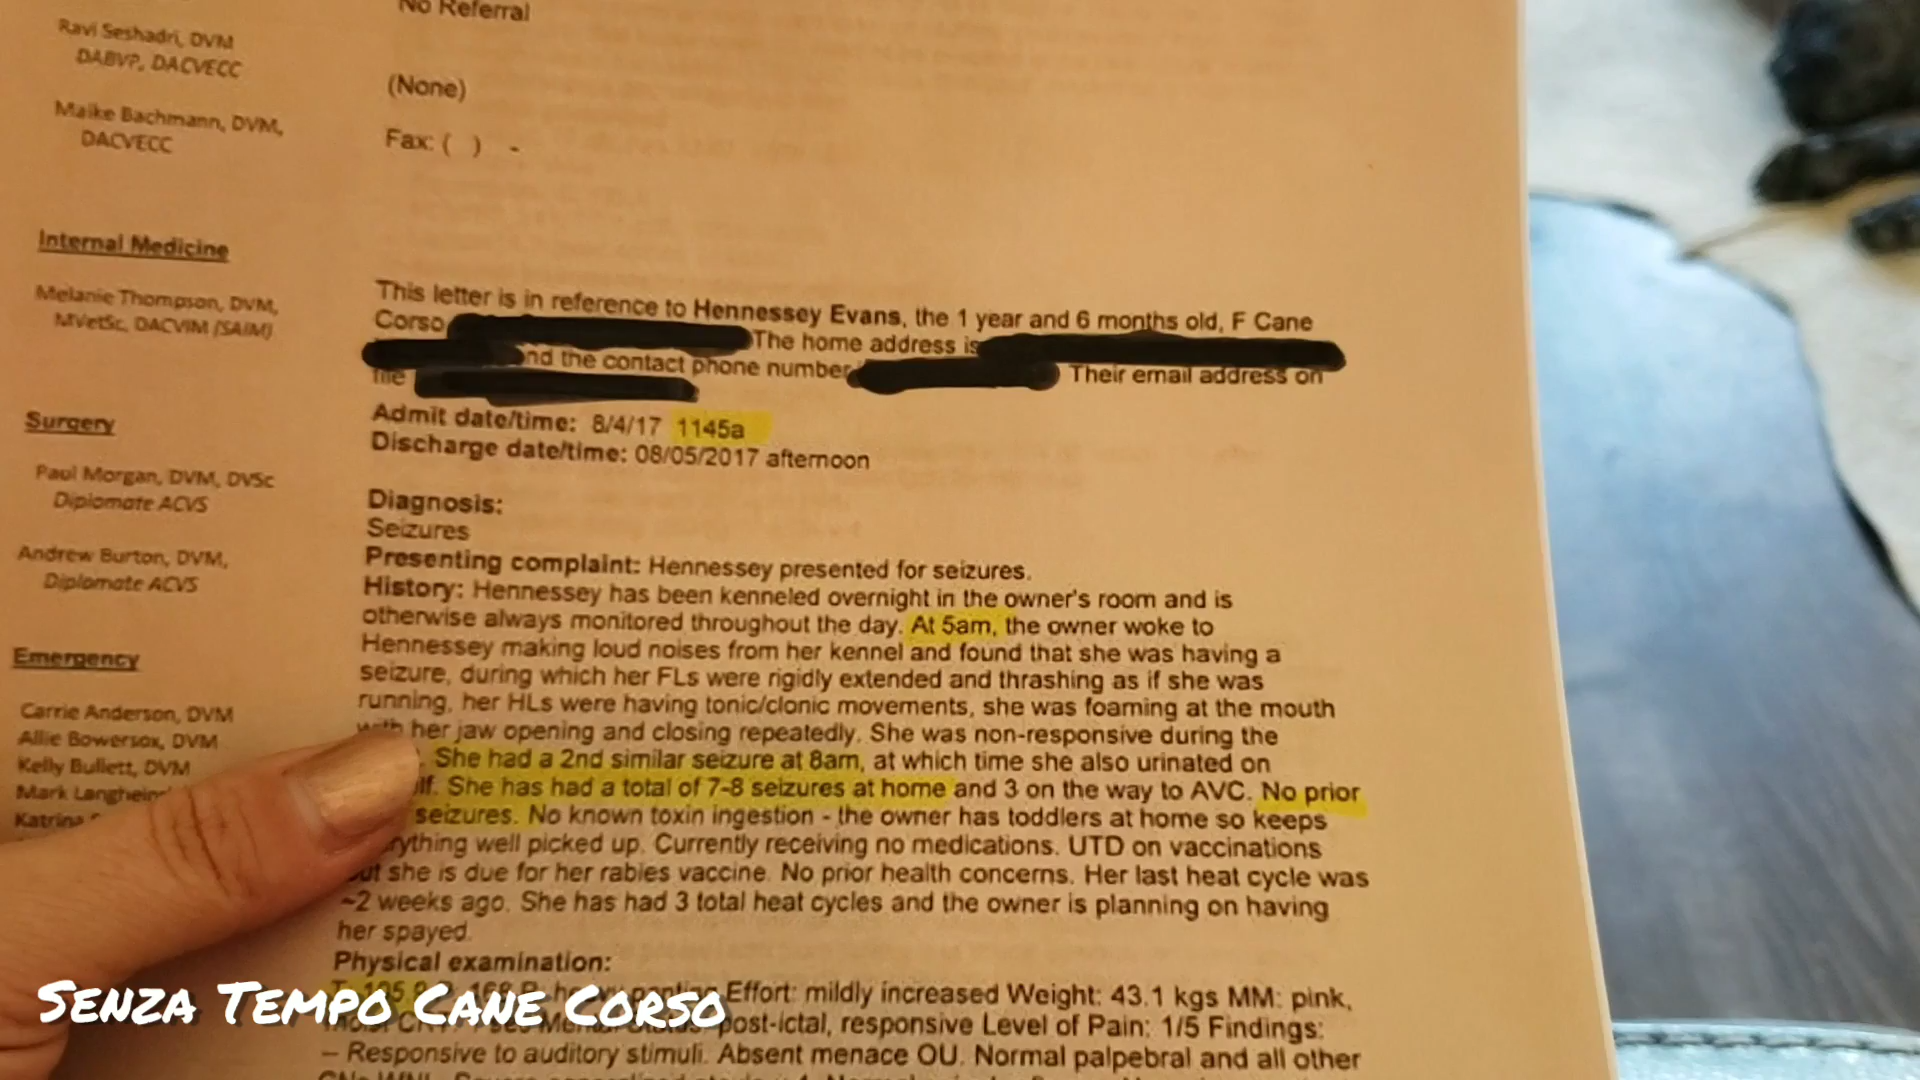 No Referral
Ravi Seshadri, DVM
DABVP, DACVECC
(None)
Maike Bachmann, DVM,
DACVECC
Fax: ( ) -
Internal Medicine
Melanie Thompson, DVM,
MVetSc, DACVIM (SAIM)
Surgery
Paul Morgan, DVM, DVSc
Diplomate ACVS
Andrew Burton, DVM,
Diplomate ACVS
Emergency
Carrie Anderson, DVM
Allie Bowersox, DVM
Kelly Bullett, DVM
Mark
Katrina
This letter is in reference to Hennessey Evans, the 1 year and 6 months old, F Cane
Corso The home address is
and the contact phone number Their email address on
file
Admit date/time: 8/4/17 1145a
Discharge date/time: 08/05/2017 afternoon
Diagnosis:
Seizures
Presenting complaint: Hennessey presented for seizures.
History: Hennessey has been kenneled overnight in the owner's room and is
otherwise always monitored throughout the day. At 5am, the owner woke to
Hennessey making loud noises from her kennel and found that she was having a
seizure, during which her FLs were rigidly extended and thrashing as if she was
running, her HLs were having tonic/clonic movements, she was foaming at the mouth
with her jaw opening and closing repeatedly. She was non-responsive during the
She had a 2nd similar seizure at 8am, at which time she also urinated on
She has had a total of 7-8 seizures at home and 3 on the way to AVC. No prior
seizures. No known toxin ingestion - the owner has toddlers at home so keeps
everything well picked up. Currently receiving no medications. UTD on vaccinations
but she is due for her rabies vaccine. No prior health concerns. Her last heat cycle was
~2 weeks ago. She has had 3 total heat cycles and the owner is planning on having
her spayed.
Physical examination:
Effort: mildly increased Weight: 43.1 kgs MM: pink,
post-ictal, responsive Level of Pain: 1/5 Findings:
– Responsive to auditory stimuli. Absent menace OU. Normal palpebral and all other
Senza Tempo Cane Corso